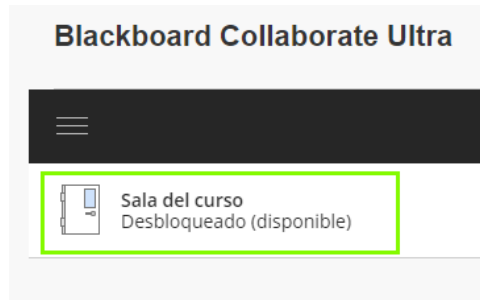 Blackboard Collaborate Ultra
Sala del curso
Desbloqueado (disponible)